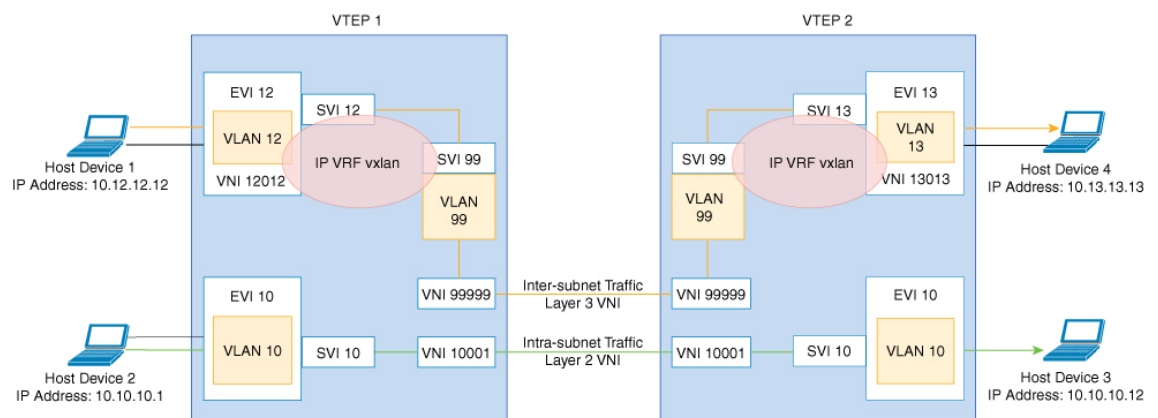 VTEP 1
VTEP 2
EVI 12
SVI 12
VLAN 12
IP VRF vxlan
SVI 99
VNI 12012
VLAN
99
Host Device 1
IP Address: 10.12.12.12
SVI 13
EVI 13
VLAN
13
SVI 99
IP VRF vxlan
VLAN
99
VNI 13013
Host Device 4
IP Address: 10.13.13.13
VNI 99999
Inter-subnet Traffic
Layer 3 VNI
VNI 99999
EVI 10
VLAN 10
SVI 10
VNI 10001
Intra-subnet Traffic
Layer 2 VNI
VNI 10001
SVI 10
EVI 10
VLAN 10
Host Device 2
IP Address: 10.10.10.1
Host Device 3
IP Address: 10.10.10.12